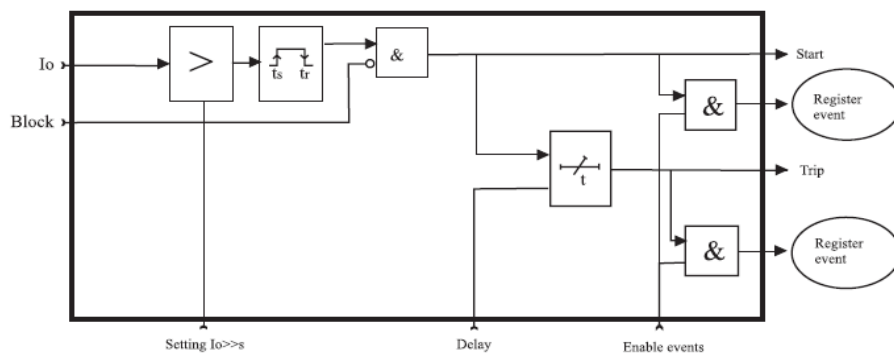 Io
>
ts tr
&
Start
Block
&
Register
event
t
Trip
&
Register
event
Setting Io>>s
Delay
Enable events